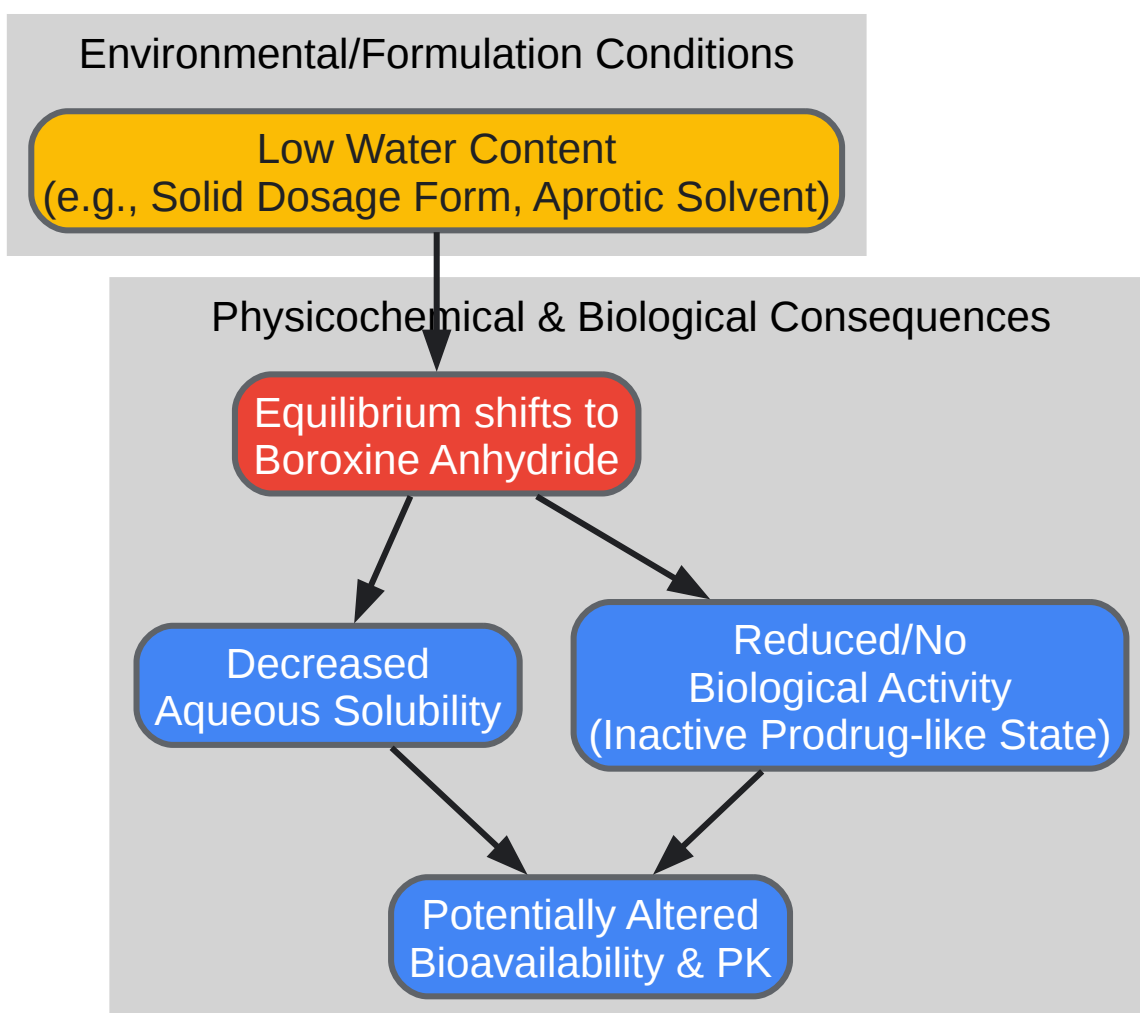 Environmental/Formulation Conditions
Low Water Content
(e.g., Solid Dosage Form, Aprotic Solvent)
Physicochemical & Biological Consequences
Equilibrium shifts to
Boroxine Anhydride
Decreased
Aqueous Solubility
Reduced/No
Biological Activity
(Inactive Prodrug-like State)
Potentially Altered
Bioavailability & PK